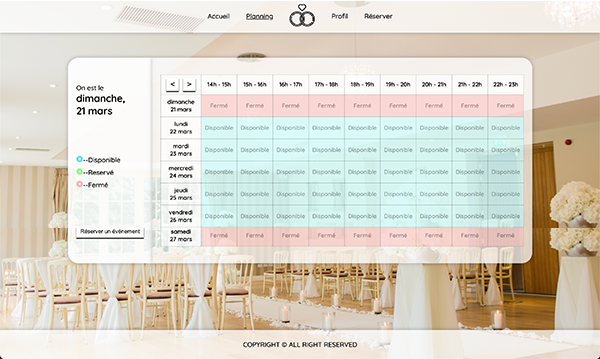 Accueil Planning Profil Réserver
On est le
dimanche,
21 mars
--Disponible
--Reservé
--Fermé
Réserver un événement
< > 14h - 15h 15h - 16h 16h - 17h 17h - 18h 18h - 19h 19h - 20h 20h - 21h 21h - 22h 22h - 23h
dimanche
21 mars
Fermé Fermé Fermé Fermé Fermé Fermé Fermé Fermé Fermé
lundi
22 mars
Disponible Disponible Disponible Disponible Disponible Disponible Disponible Disponible Disponible
mardi
23 mars
Disponible Disponible Disponible Disponible Disponible Disponible Disponible Disponible Disponible
mercredi
24 mars
Disponible Disponible Disponible Disponible Disponible Disponible Disponible Disponible Disponible
jeudi
25 mars
Disponible Disponible Disponible Disponible Disponible Disponible Disponible Disponible Disponible
vendredi
26 mars
Disponible Disponible Disponible Disponible Disponible Disponible Disponible Disponible Disponible
samedi
27 mars
Fermé Fermé Fermé Fermé Fermé Fermé Fermé Fermé Fermé
COPYRIGHT © ALL RIGHT RESERVED